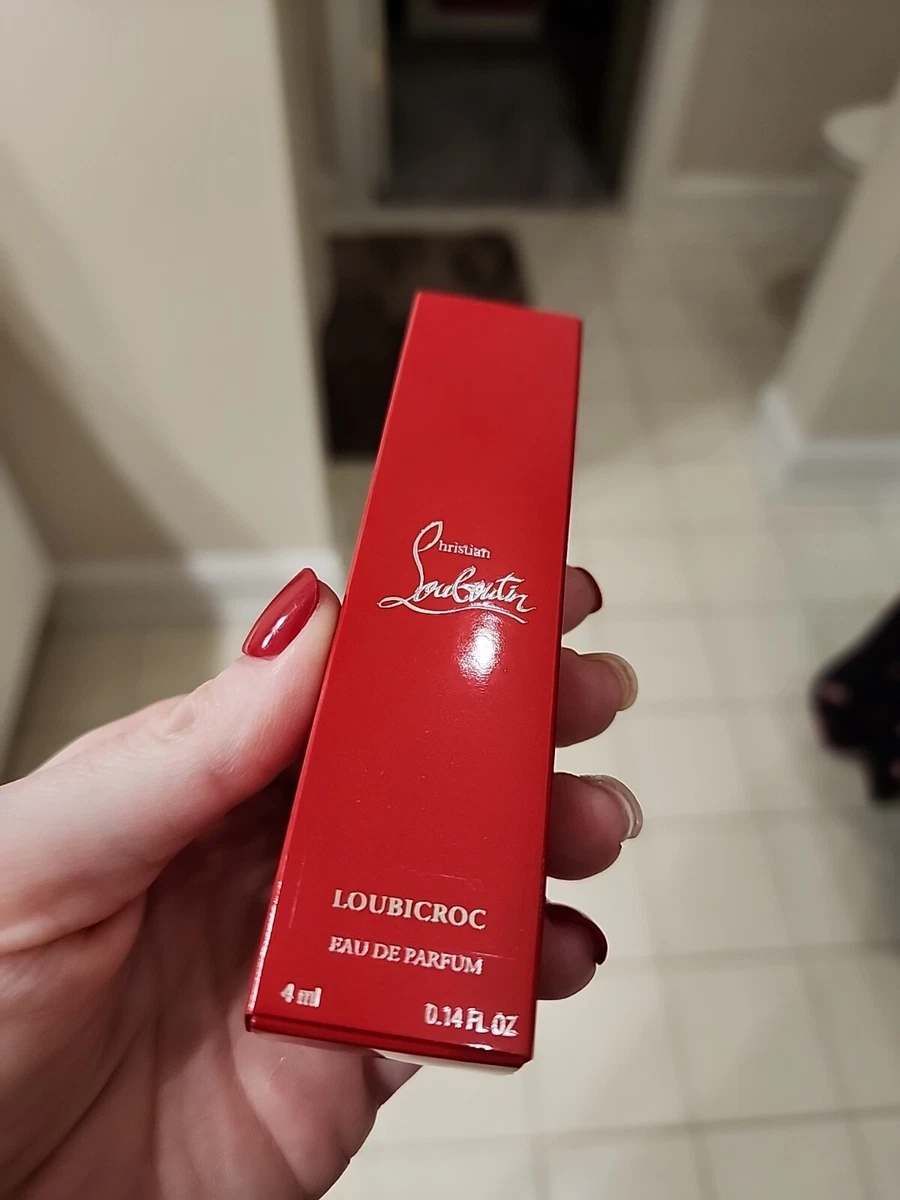 Christian
Louboutin
LOUBICROC
EAU DE PARFUM
4 ml 0.14 FL OZ